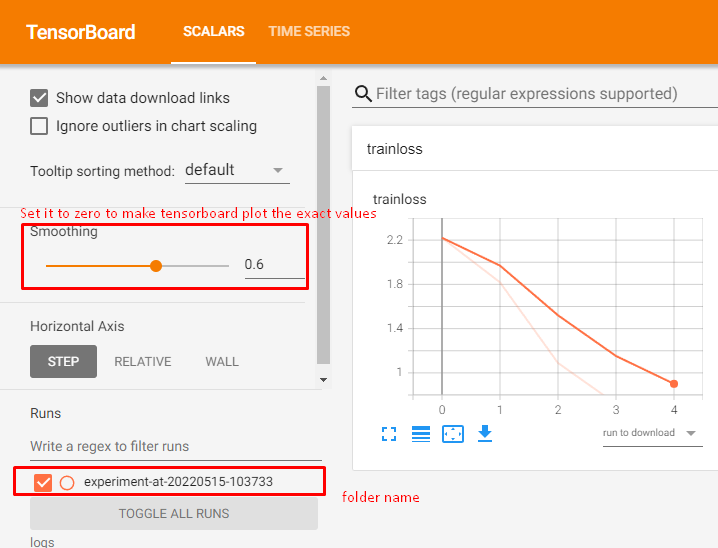 TensorBoard SCALARS TIME SERIES
Show data download links
Ignore outliers in chart scaling
Tooltip sorting method: default
Set it to zero to make tensorboard plot the exact values
Smoothing
0.6
Horizontal Axis
STEP RELATIVE WALL
Runs
Write a regex to filter runs
experiment-at-20220515-103733
folder name
TOGGLE ALL RUNS
logs
Filter tags (regular expressions supported)
trainloss
trainloss
2.2
1.8
1.4
1
0 1 2 3 4
run to download